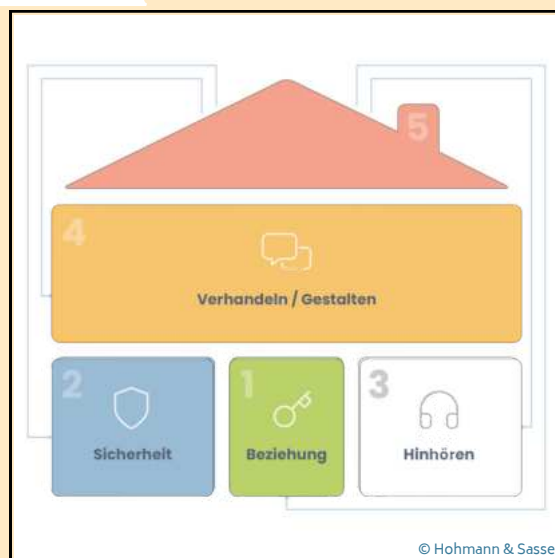 5
4
Verhandeln / Gestalten
2
Sicherheit
1
Beziehung
3
Hinhören
© Hohmann & Sasse